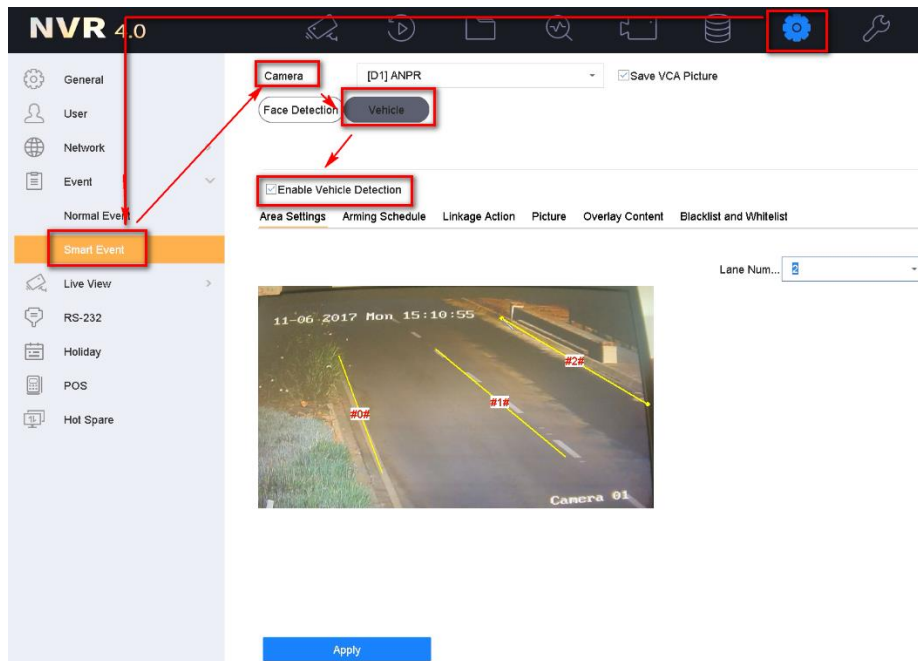 NVR 4.0
General
User
Network
Event
Normal Event
Smart Event
Live View
RS-232
Holiday
POS
Hot Spare
Camera [D1] ANPR Save VCA Picture
Face Detection Vehicle
Enable Vehicle Detection
Area Settings Arming Schedule Linkage Action Picture Overlay Content Blacklist and Whitelist
Lane Num... 2
11-06-2017 Mon 15:10:55
#2#
#1#
#0#
Camera 01
Apply